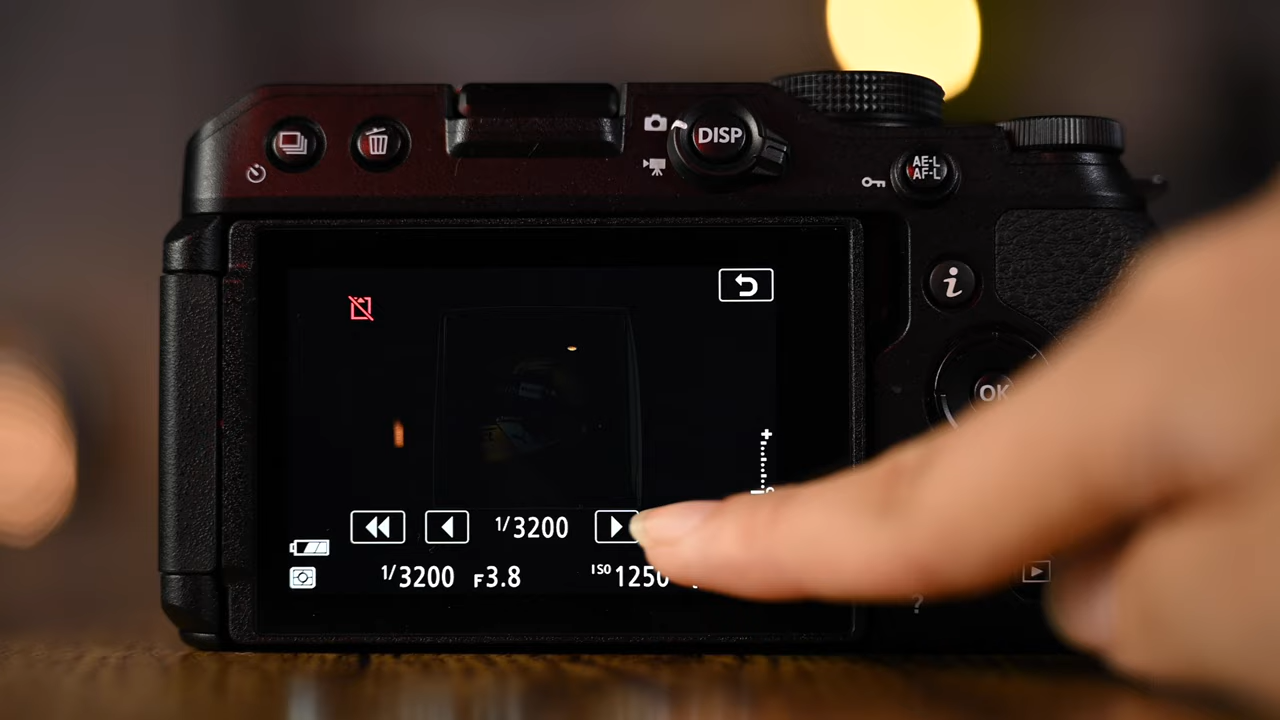 DISP
AE-L
AF-L
i
OK
1/3200
1/3200 F3.8 ISO 1250
?